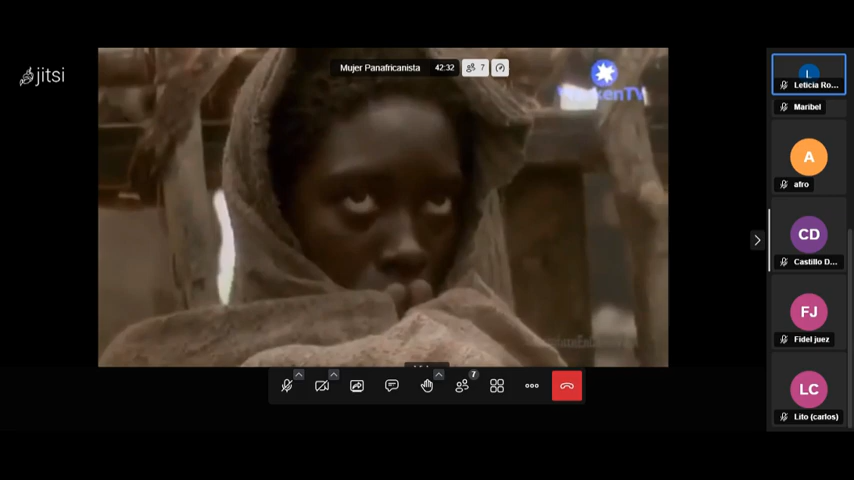 jitsi
Mujer Panafricanista 42:32 7
L
Leticia Ro...
Maribel
A
afro
CD
Castillo D...
FJ
Fidel juez
LC
Lito (carlos)
7